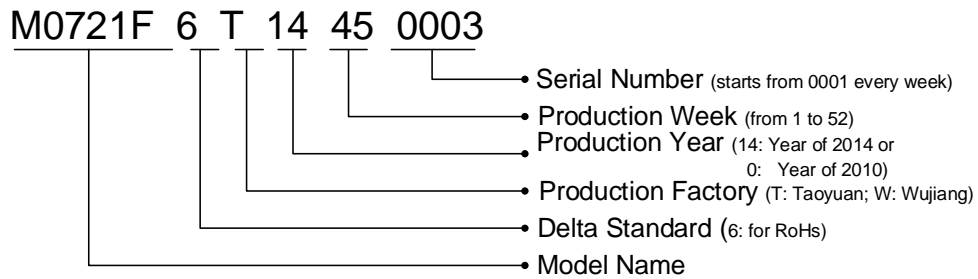 M0721F 6 T 14 45 0003
Serial Number (starts from 0001 every week)
Production Week (from 1 to 52)
Production Year (14: Year of 2014 or
0: Year of 2010)
Production Factory (T: Taoyuan; W: Wujiang)
Delta Standard (6: for RoHs)
Model Name